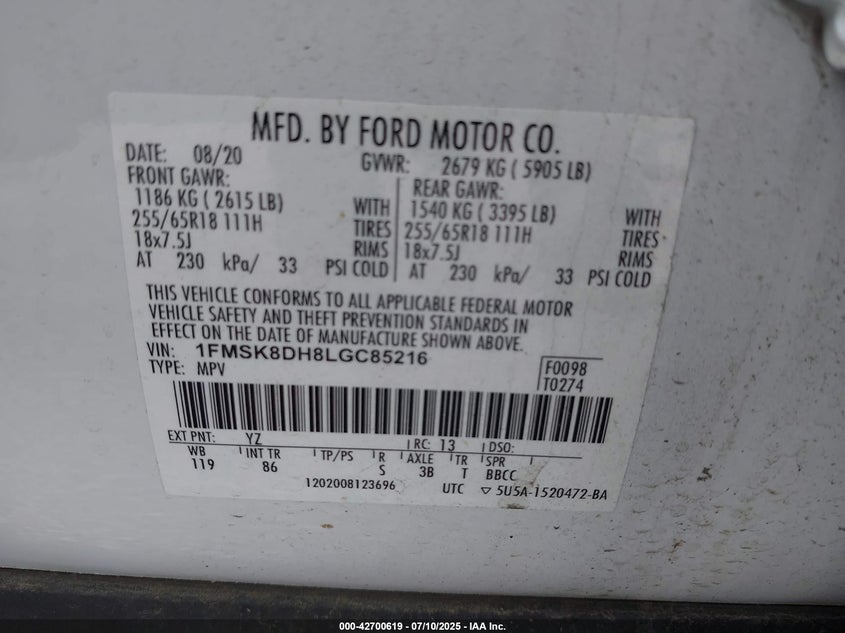 MFD. BY FORD MOTOR CO.
DATE: 08/20 GVWR: 2679 KG ( 5905 LB)
FRONT GAWR: REAR GAWR:
1186 KG ( 2615 LB) WITH 1540 KG ( 3395 LB) WITH
255/65R18 111H TIRES 255/65R18 111H TIRES
18x7.5J RIMS 18x7.5J RIMS
AT 230 kPa/ 33 PSI COLD AT 230 kPa/ 33 PSI COLD
THIS VEHICLE CONFORMS TO ALL APPLICABLE FEDERAL MOTOR
VEHICLE SAFETY AND THEFT PREVENTION STANDARDS IN
EFFECT ON THE DATE OF MANUFACTURE SHOWN ABOVE.
VIN: 1FMSK8DH8LGC85216
TYPE: MPV
F0098
T0274
EXT PNT: YZ RC: 13 DSO:
WB INT TR TP/PS R AXLE TR SPR
119 86 S 3B T BBCC
1202008123696 UTC ▽ 5U5A-1520472-BA
000-42700619 - 07/10/2025 - IAA Inc.